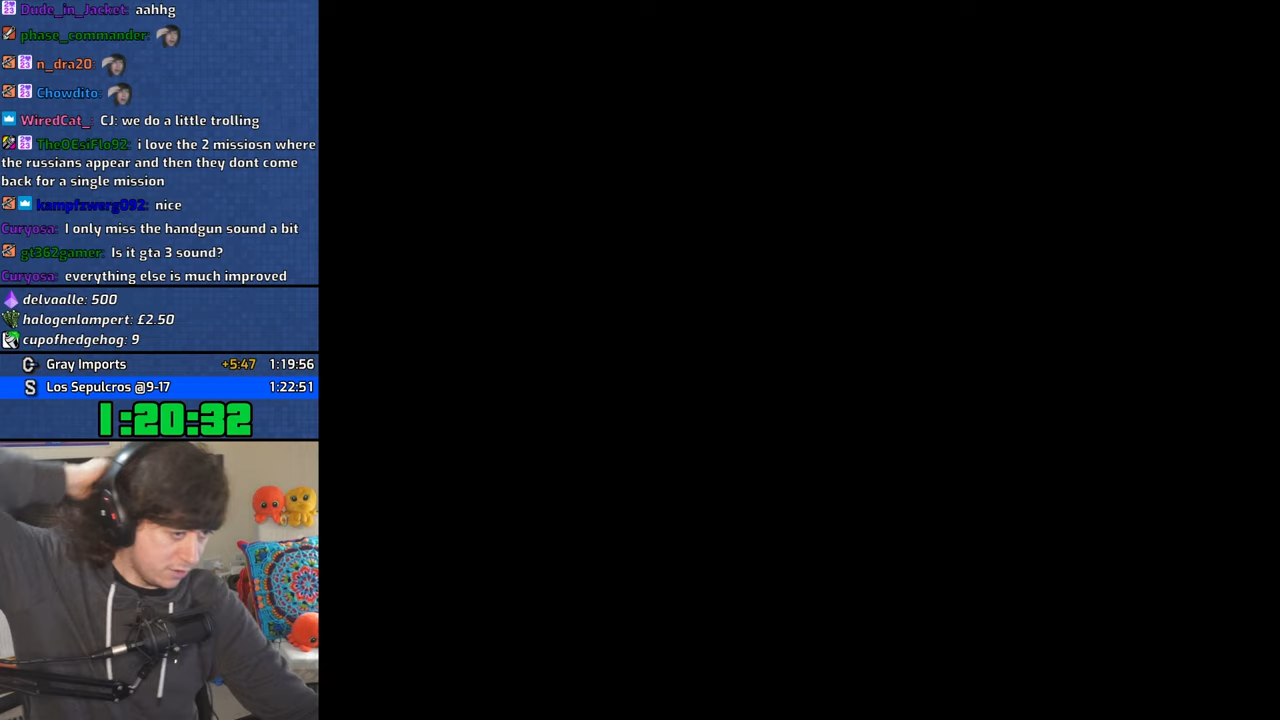 Dude_in_Jacket: aahhg
phase_commander:
n_dra20:
Chowdito:
WiredCat_: CJ: we do a little trolling
TheOEsiFlo92: i love the 2 missiosn where
the russians appear and then they dont come
back for a single mission
kampfzwerg092: nice
Curyosa: I only miss the handgun sound a bit
gt362gamer: Is it gta 3 sound?
Curyosa: everything else is much improved
delvaalle: 500
halogenlampert: £2.50
cupofhedgehog: 9
Gray Imports +5:47 1:19:56
Los Sepulcros @9-17 1:22:51
1:20:32